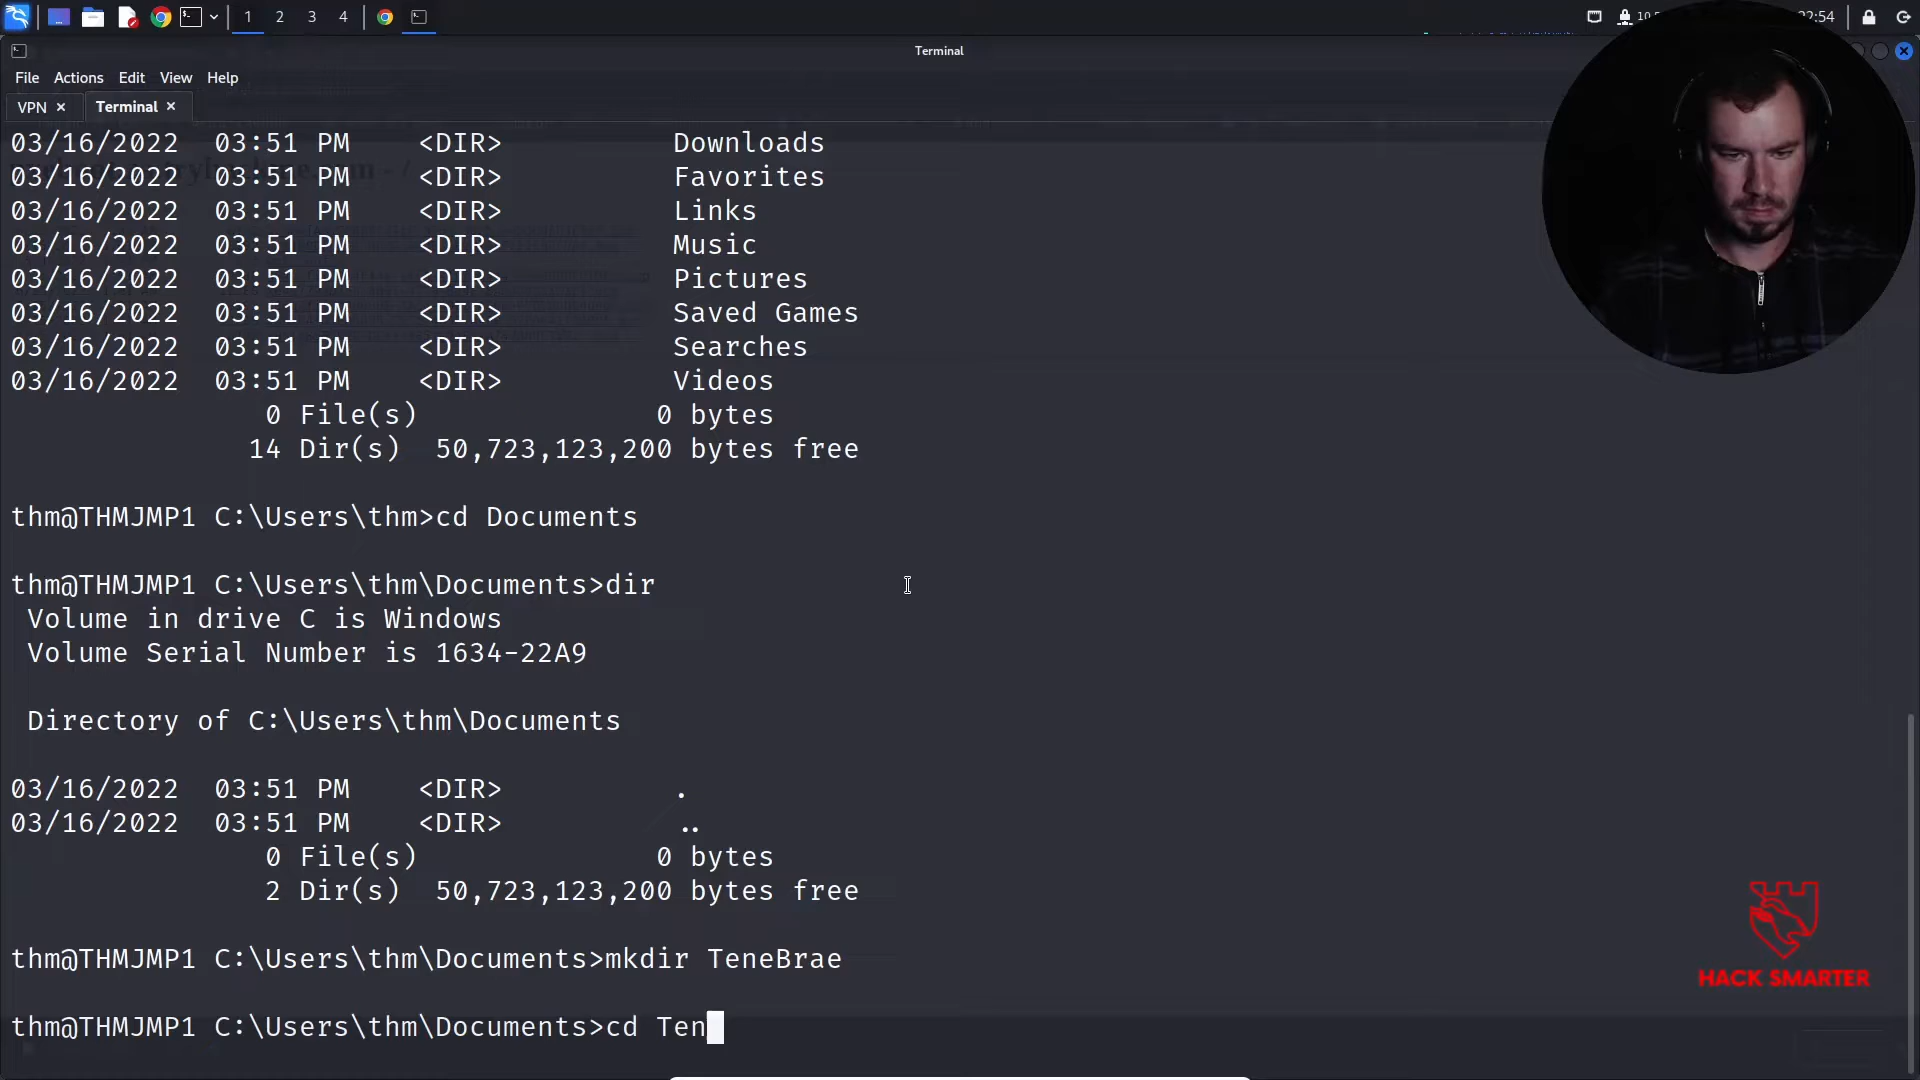 1 2 3 4 10. 22:54
Terminal
File Actions Edit View Help
VPN × Terminal ×
03/16/2022 03:51 PM <DIR> Downloads
03/16/2022 03:51 PM <DIR> Favorites
03/16/2022 03:51 PM <DIR> Links
03/16/2022 03:51 PM <DIR> Music
03/16/2022 03:51 PM <DIR> Pictures
03/16/2022 03:51 PM <DIR> Saved Games
03/16/2022 03:51 PM <DIR> Searches
03/16/2022 03:51 PM <DIR> Videos
0 File(s) 0 bytes
14 Dir(s) 50,723,123,200 bytes free
thm@THMJMP1 C:\Users\thm>cd Documents
thm@THMJMP1 C:\Users\thm\Documents>dir
Volume in drive C is Windows
Volume Serial Number is 1634-22A9
Directory of C:\Users\thm\Documents
03/16/2022 03:51 PM <DIR> .
03/16/2022 03:51 PM <DIR> ..
0 File(s) 0 bytes
2 Dir(s) 50,723,123,200 bytes free
thm@THMJMP1 C:\Users\thm\Documents>mkdir TeneBrae
thm@THMJMP1 C:\Users\thm\Documents>cd Ten
HACK SMARTER